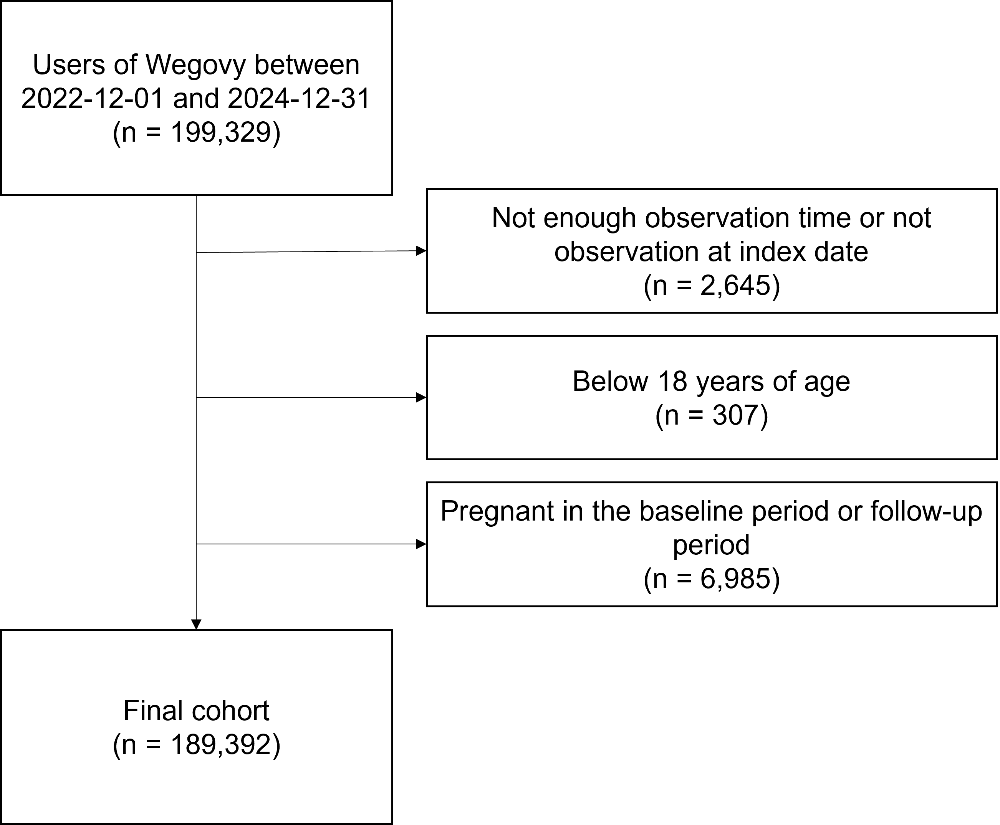 Users of Wegovy between
2022-12-01 and 2024-12-31
(n = 199,329)
Not enough observation time or not
observation at index date
(n = 2,645)
Below 18 years of age
(n = 307)
Pregnant in the baseline period or follow-up
period
(n = 6,985)
Final cohort
(n = 189,392)